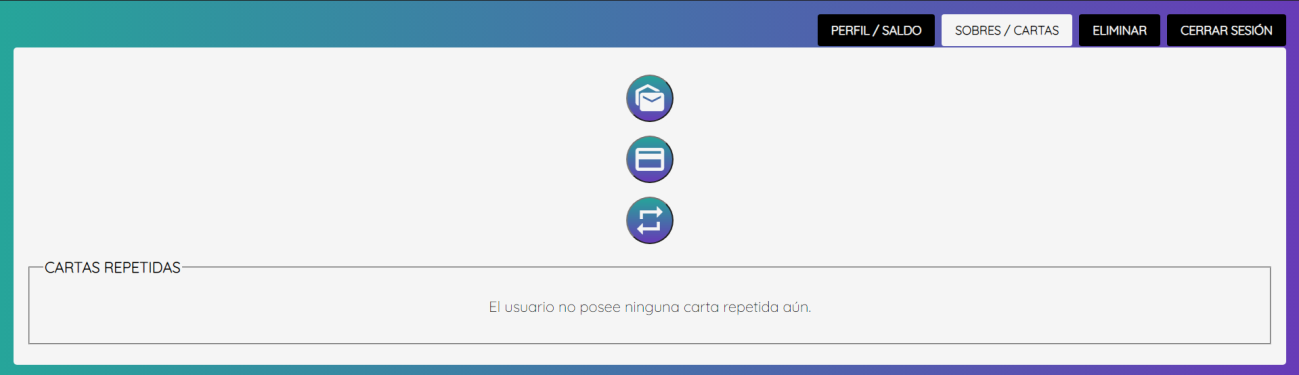 PERFIL / SALDO SOBRES / CARTAS ELIMINAR CERRAR SESIÓN
CARTAS REPETIDAS
El usuario no posee ninguna carta repetida aún.